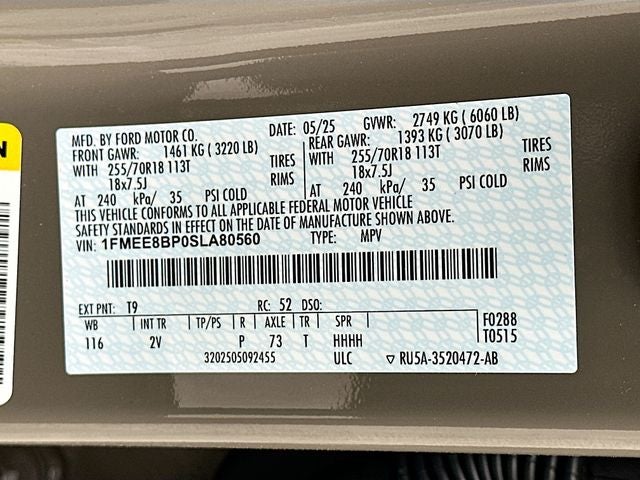 N
MFD. BY FORD MOTOR CO.
DATE: 05/25 GVWR: 2749 KG ( 6060 LB)
FRONT GAWR: 1461 KG ( 3220 LB)
REAR GAWR: 1393 KG ( 3070 LB)
WITH 255/70R18 113T TIRES
WITH 255/70R18 113T TIRES
18x7.5J RIMS
18x7.5J RIMS
AT 240 kPa/ 35 PSI COLD
AT 240 kPa/ 35 PSI COLD
THIS VEHICLE CONFORMS TO ALL APPLICABLE FEDERAL MOTOR VEHICLE
SAFETY STANDARDS IN EFFECT ON THE DATE OF MANUFACTURE SHOWN ABOVE.
VIN: 1FMEE8BP0SLA80560 TYPE: MPV
EXT PNT: T9 RC: 52 DSO:
WB | INT TR | TP/PS | R | AXLE | TR | SPR | F0288
116 2V P 73 T HHHH T0515
3202505092455 ULC ▽ RU5A-3520472-AB